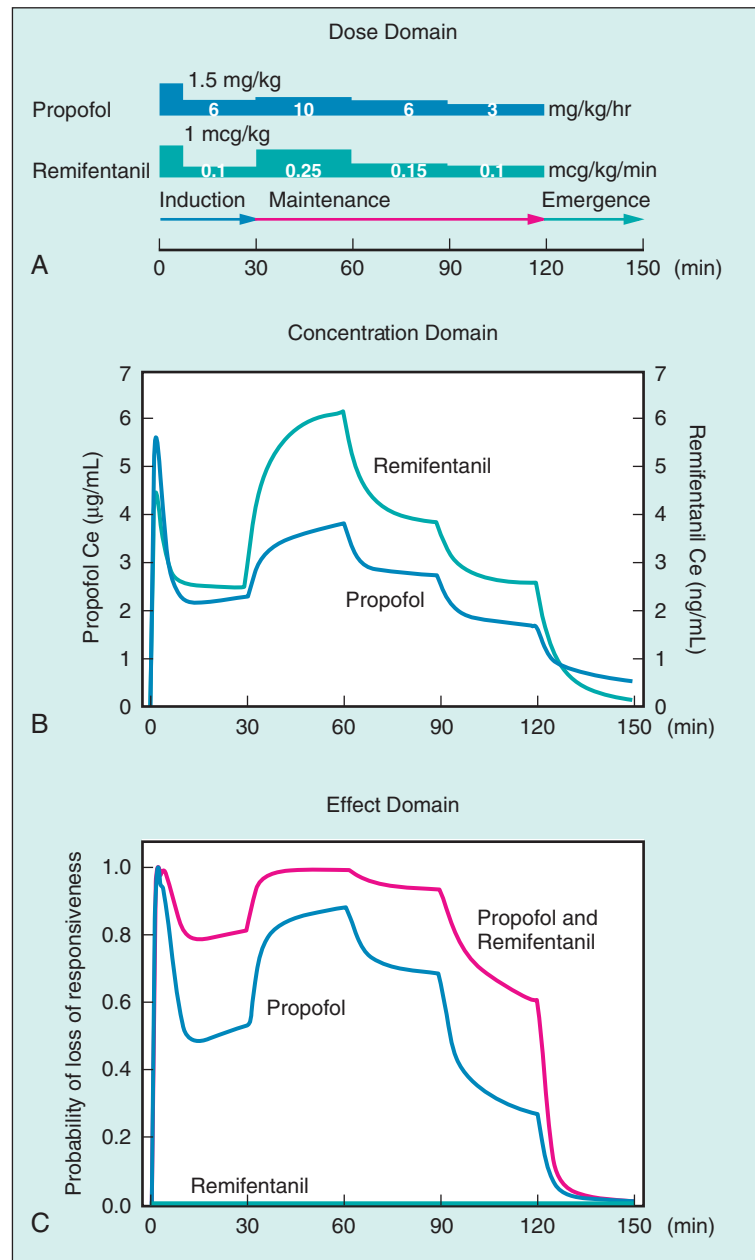 Dose Domain
1.5 mg/kg
Propofol 6 10 6 3 mg/kg/hr
1 mcg/kg
Remifentanil 0.1 0.25 0.15 0.1 mcg/kg/min
Induction Maintenance Emergence
A 0 30 60 90 120 150 (min)
Concentration Domain
Propofol Ce (μg/mL)
7
6
5
4
3
2
1
0
Remifentanil
Propofol
Remifentanil Ce (ng/mL)
7
6
5
4
3
2
1
0
B 0 30 60 90 120 150 (min)
Effect Domain
Probability of loss of responsiveness
1.0
0.8
0.6
0.4
0.2
0.0
Propofol and
Remifentanil
Propofol
Remifentanil
C 0 30 60 90 120 150 (min)